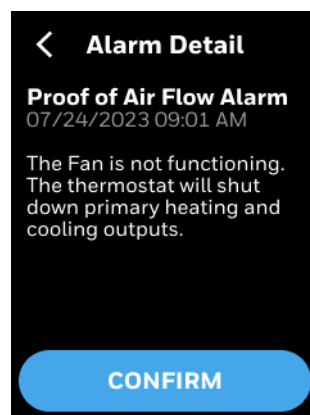 Alarm Detail
Proof of Air Flow Alarm
07/24/2023 09:01 AM
The Fan is not functioning.
The thermostat will shut
down primary heating and
cooling outputs.
CONFIRM